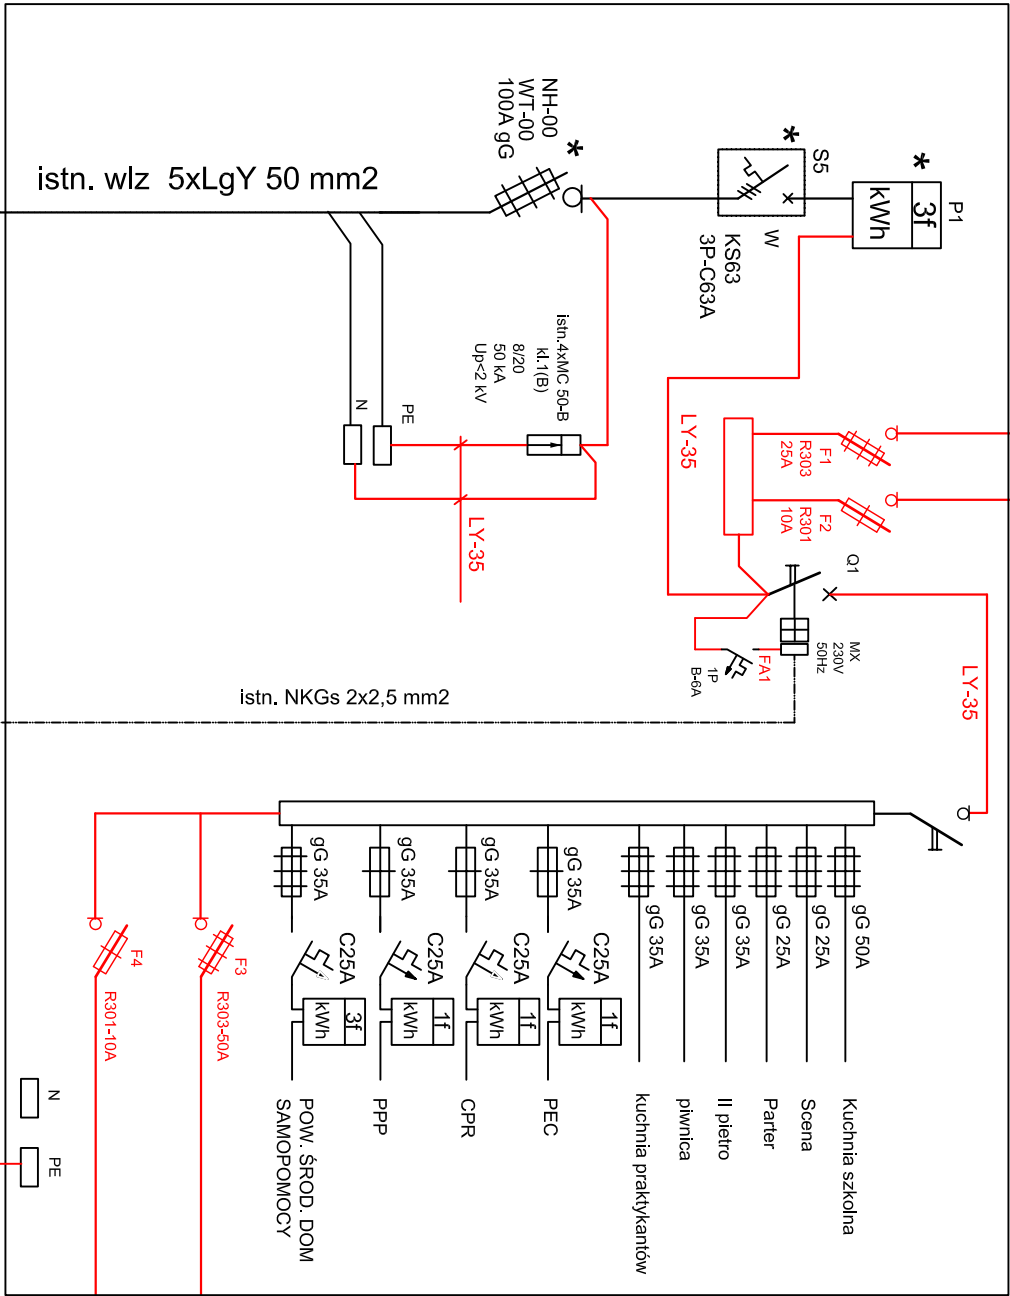 istn. wlz 5xLgY 50 mm2
NH-00
WT-00
100A gG
*
*
S5
W
KS63
3P-C63A
*
P1
3f
kWh
istn.4xMC 50-B
kl.1(B)
8/20
50 kA
Up<2 kV
N
PE
LY-35
LY-35
F1
R303
25A
F2
R301
10A
Q1
MX
230V
50Hz
FA1
1P
B-6A
LY-35
istn. NKGs 2x2,5 mm2
gG 35A
gG 35A
gG 35A
gG 35A
gG 35A
gG 35A
gG 35A
gG 25A
gG 25A
gG 50A
C25A
C25A
C25A
C25A
3f
kWh
1f
kWh
1f
kWh
1f
kWh
F4
R301-10A
F3
R303-50A
N
PE
POW. ŚROD. DOM
SAMOPOMOCY
PPP
CPR
PEC
kuchnia praktykantów
piwnica
II pietro
Parter
Scena
Kuchnia szkolna